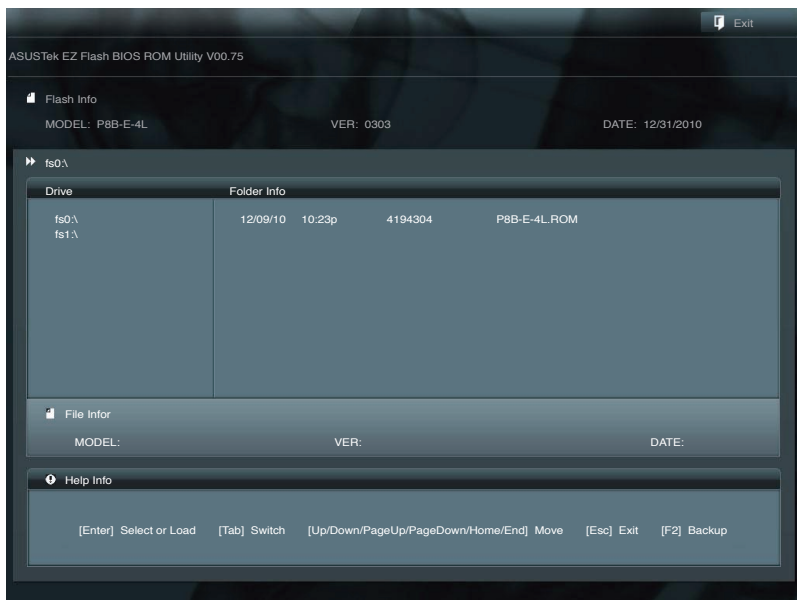 Exit
ASUSTek EZ Flash BIOS ROM Utility V00.75
Flash Info
MODEL: P8B-E-4L VER: 0303 DATE: 12/31/2010
fs0:\
Drive Folder Info
fs0:\ 12/09/10 10:23p 4194304 P8B-E-4L.ROM
fs1:\
File Infor
MODEL: VER: DATE:
Help Info
[Enter] Select or Load [Tab] Switch [Up/Down/PageUp/PageDown/Home/End] Move [Esc] Exit [F2] Backup